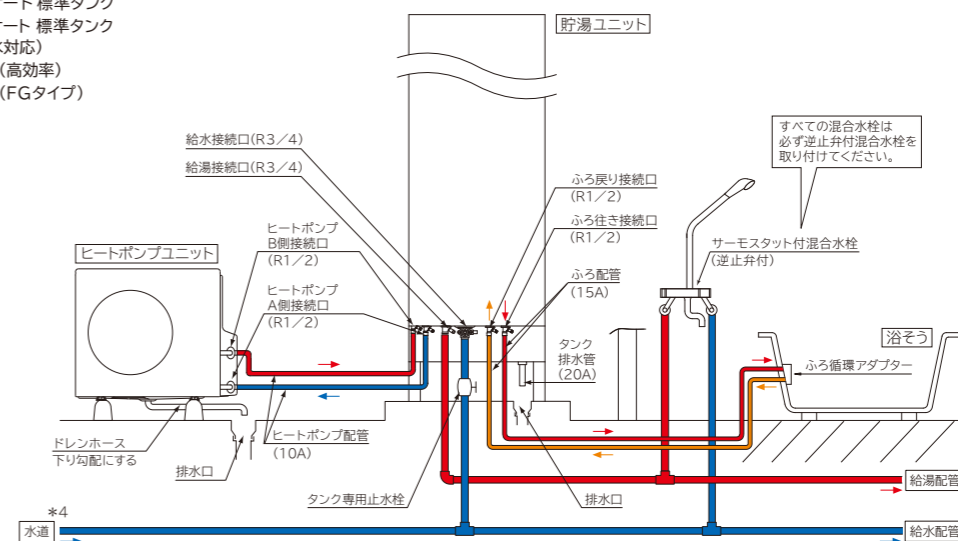 ート 標準タンク
ート 標準タンク
対応)
(高効率)
(FGタイプ)
貯湯ユニット
給水接続口(R3/4)
給湯接続口(R3/4)
すべての混合水栓は
必ず逆止弁付混合水栓を
取り付けてください。
ふろ戻り接続口
(R1/2)
ふろ往き接続口
(R1/2)
ヒートポンプ
B側接続口
(R1/2)
ヒートポンプユニット
サーモスタット付混合水栓
(逆止弁付)
ふろ配管
(15A)
ヒートポンプ
A側接続口
(R1/2)
浴そう
タンク
排水管
(20A)
ふろ循環アダプター
ドレンホース
下り勾配にする
ヒートポンプ配管
(10A)
排水口
タンク専用止水栓
排水口
給湯配管
*4
水道
給水配管